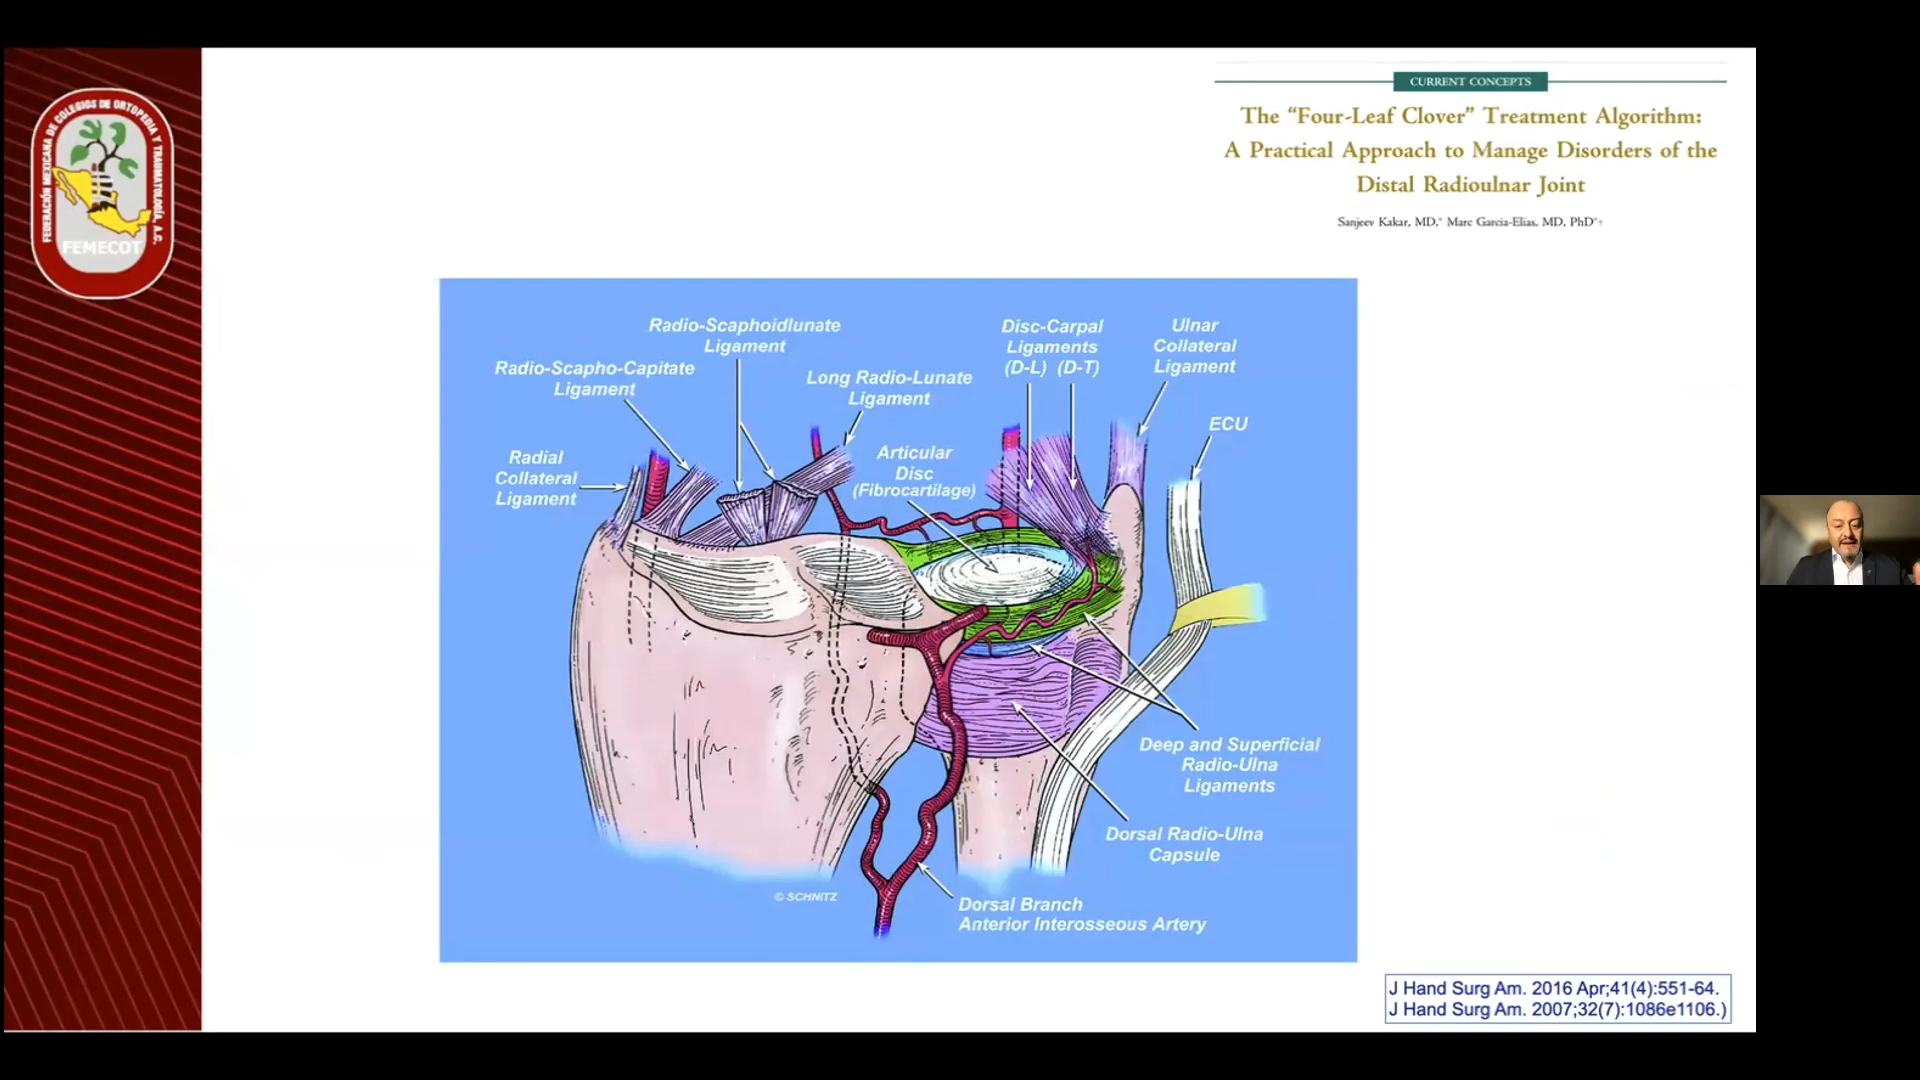 FEDERACIÓN MEXICANA DE COLEGIOS DE ORTOPEDIA Y TRAUMATOLOGÍA, A.C.
FEMECOT
CURRENT CONCEPTS
The “Four-Leaf Clover” Treatment Algorithm:
A Practical Approach to Manage Disorders of the
Distal Radioulnar Joint
Sanjeev Kakar, MD,* Marc Garcia-Elias, MD, PhD*†
Radio-Scaphoidlunate
Ligament
Radio-Scapho-Capitate
Ligament
Long Radio-Lunate
Ligament
Disc-Carpal
Ligaments
(D-L) (D-T)
Ulnar
Collateral
Ligament
ECU
Radial
Collateral
Ligament
Articular
Disc
(Fibrocartilage)
Deep and Superficial
Radio-Ulna
Ligaments
Dorsal Radio-Ulna
Capsule
© SCHNITZ
Dorsal Branch
Anterior Interosseous Artery
J Hand Surg Am. 2016 Apr;41(4):551-64.
J Hand Surg Am. 2007;32(7):1086e1106.)